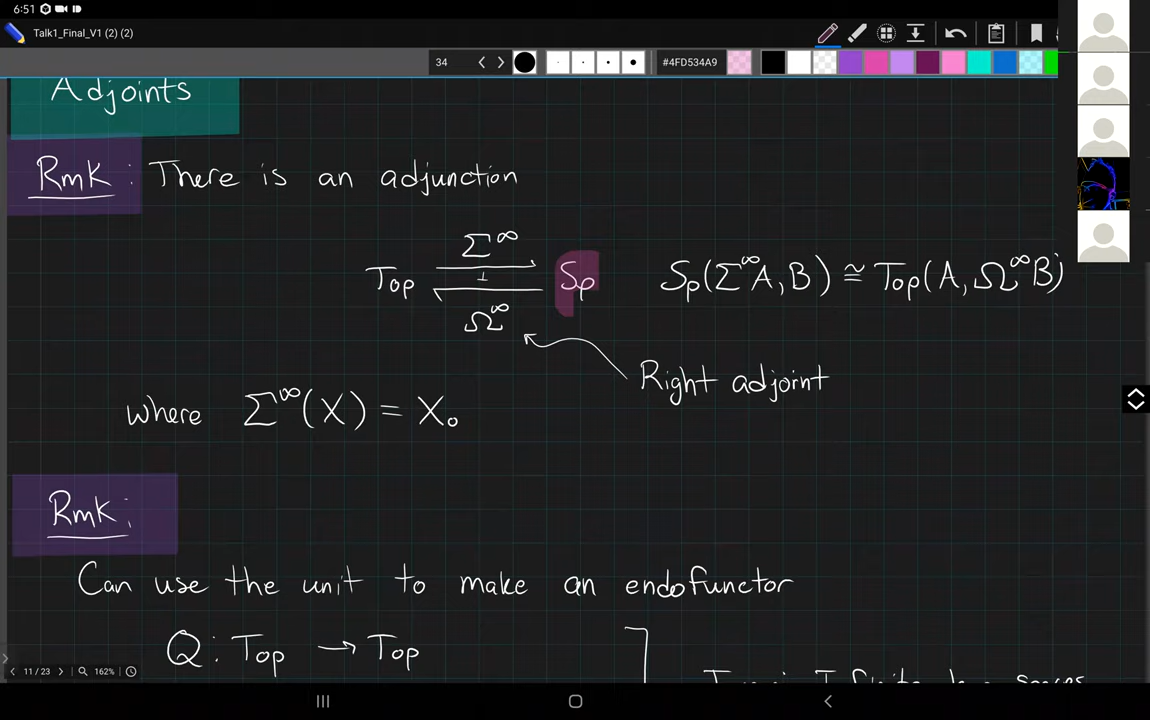 6:51
Talk1_Final_V1 (2) (2)
34
#4FD534A9
Adjoints
Rmk: There is an adjunction
Σ^∞
Top ⊥ Sp Sp(Σ^∞A, B) ≅ Top(A, Ω^∞B)
Ω^∞
Right adjoint
where Σ^∞(X) = X₀
Rmk:
Can use the unit to make an endofunctor
Q: Top → Top
11 / 23 162%